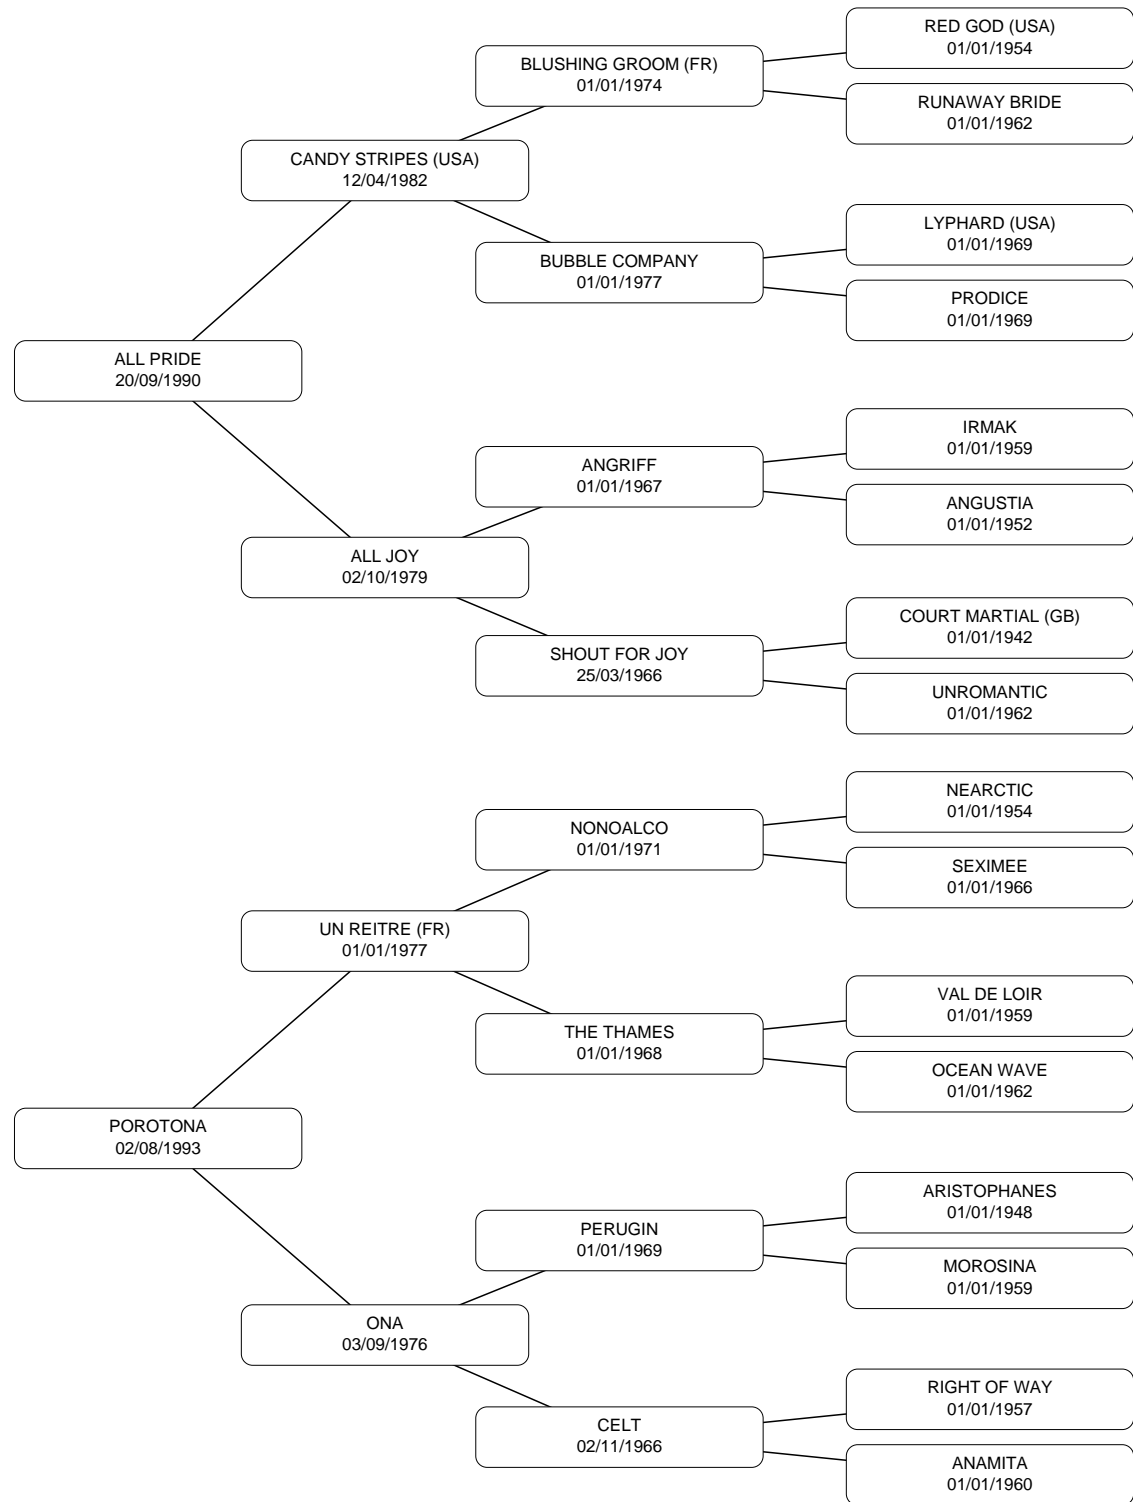 RED GOD (USA)
01/01/1954
BLUSHING GROOM (FR)
01/01/1974
RUNAWAY BRIDE
01/01/1962
CANDY STRIPES (USA)
12/04/1982
LYPHARD (USA)
01/01/1969
BUBBLE COMPANY
01/01/1977
PRODICE
01/01/1969
ALL PRIDE
20/09/1990
IRMAK
01/01/1959
ANGRIFF
01/01/1967
ANGUSTIA
01/01/1952
ALL JOY
02/10/1979
COURT MARTIAL (GB)
01/01/1942
SHOUT FOR JOY
25/03/1966
UNROMANTIC
01/01/1962
NEARCTIC
01/01/1954
NONOALCO
01/01/1971
SEXIMEE
01/01/1966
UN REITRE (FR)
01/01/1977
VAL DE LOIR
01/01/1959
THE THAMES
01/01/1968
OCEAN WAVE
01/01/1962
POROTONA
02/08/1993
ARISTOPHANES
01/01/1948
PERUGIN
01/01/1969
MOROSINA
01/01/1959
ONA
03/09/1976
RIGHT OF WAY
01/01/1957
CELT
02/11/1966
ANAMITA
01/01/1960